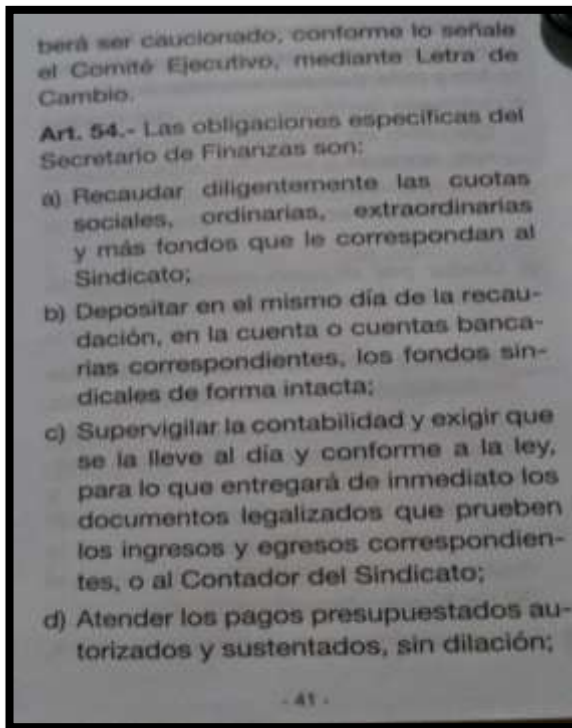 berá ser caucionado, conforme lo señale
el Comité Ejecutivo, mediante Letra de
Cambio.
Art. 54.- Las obligaciones específicas del
Secretario de Finanzas son:
a) Recaudar diligentemente las cuotas
sociales, ordinarias, extraordinarias
y más fondos que le correspondan al
Sindicato;
b) Depositar en el mismo día de la recau-
dación, en la cuenta o cuentas banca-
rias correspondientes, los fondos sin-
dicales de forma intacta;
c) Supervigilar la contabilidad y exigir que
se la lleve al día y conforme a la ley,
para lo que entregará de inmediato los
documentos legalizados que prueben
los ingresos y egresos correspondien-
tes, o al Contador del Sindicato;
d) Atender los pagos presupuestados au-
torizados y sustentados, sin dilación;
- 41 -